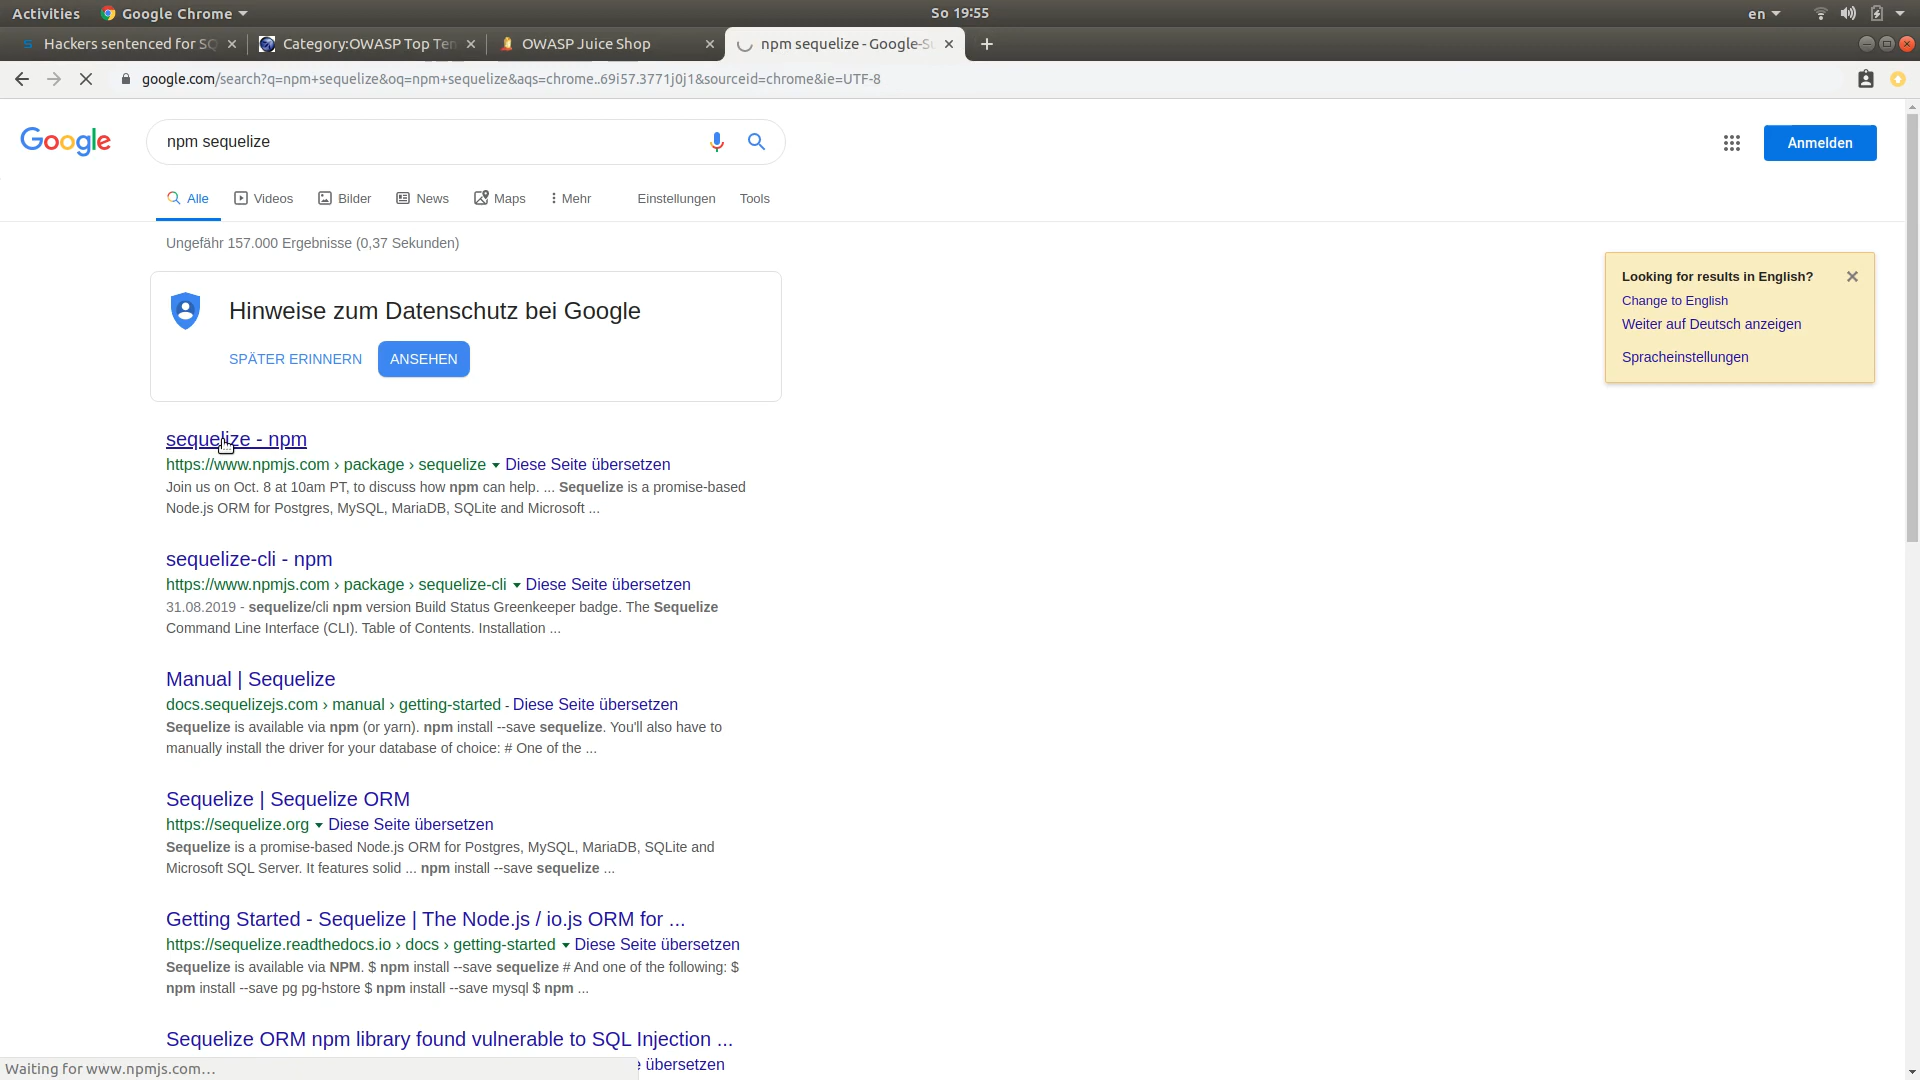 Activities
Google Chrome
So 19:55
en
Hackers sentenced for SQ
Category:OWASP Top Ten
OWASP Juice Shop
npm sequelize - Google-Su
google.com/search?q=npm+sequelize&oq=npm+sequelize&aqs=chrome..69i57.3771j0j1&sourceid=chrome&ie=UTF-8
Google
npm sequelize
Anmelden
Alle
Videos
Bilder
News
Maps
Mehr
Einstellungen
Tools
Ungefähr 157.000 Ergebnisse (0,37 Sekunden)
Looking for results in English?
Change to English
Weiter auf Deutsch anzeigen
Spracheinstellungen
Hinweise zum Datenschutz bei Google
SPÄTER ERINNERN
ANSEHEN
sequelize - npm
https://www.npmjs.com › package › sequelize Diese Seite übersetzen
Join us on Oct. 8 at 10am PT, to discuss how npm can help. ... Sequelize is a promise-based
Node.js ORM for Postgres, MySQL, MariaDB, SQLite and Microsoft ...
sequelize-cli - npm
https://www.npmjs.com › package › sequelize-cli Diese Seite übersetzen
31.08.2019 - sequelize/cli npm version Build Status Greenkeeper badge. The Sequelize
Command Line Interface (CLI). Table of Contents. Installation ...
Manual | Sequelize
docs.sequelizejs.com › manual › getting-started - Diese Seite übersetzen
Sequelize is available via npm (or yarn). npm install --save sequelize. You'll also have to
manually install the driver for your database of choice: # One of the ...
Sequelize | Sequelize ORM
https://sequelize.org Diese Seite übersetzen
Sequelize is a promise-based Node.js ORM for Postgres, MySQL, MariaDB, SQLite and
Microsoft SQL Server. It features solid ... npm install --save sequelize ...
Getting Started - Sequelize | The Node.js / io.js ORM for ...
https://sequelize.readthedocs.io › docs › getting-started Diese Seite übersetzen
Sequelize is available via NPM. $ npm install --save sequelize # And one of the following: $
npm install --save pg pg-hstore $ npm install --save mysql $ npm ...
Sequelize ORM npm library found vulnerable to SQL Injection ...
e übersetzen
Waiting for www.npmjs.com...